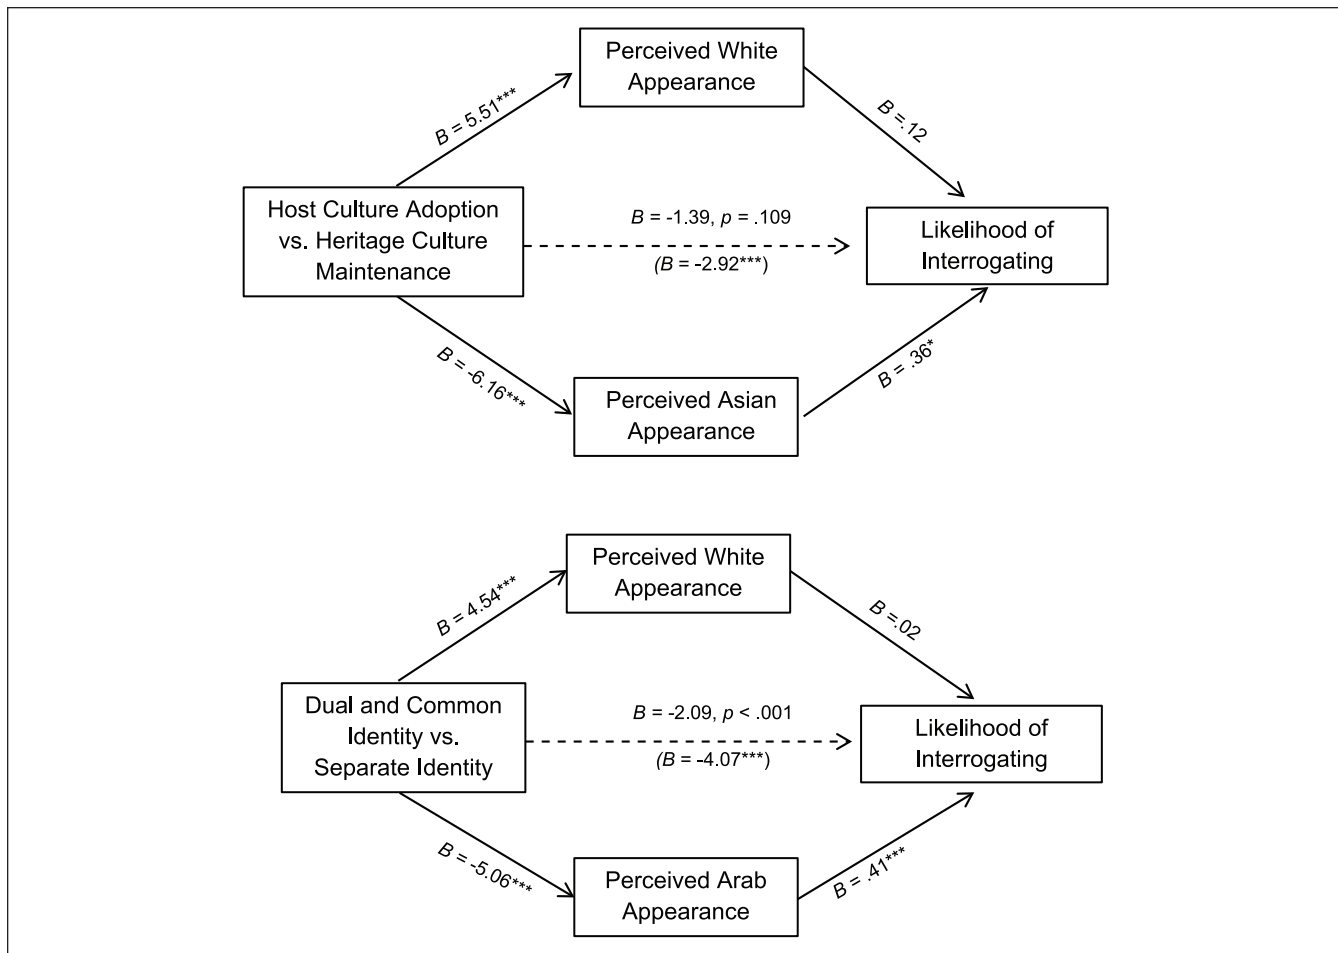 Perceived White
Appearance
B = 5.51***
B =.12
Host Culture Adoption
vs. Heritage Culture
Maintenance
B = -1.39, p = .109
(B = -2.92***)
Likelihood of
Interrogating
B = -6.16***
B = .36*
Perceived Asian
Appearance
Perceived White
Appearance
B = 4.54***
B =.02
Dual and Common
Identity vs.
Separate Identity
B = -2.09, p < .001
(B = -4.07***)
Likelihood of
Interrogating
B = -5.06***
B = .41***
Perceived Arab
Appearance